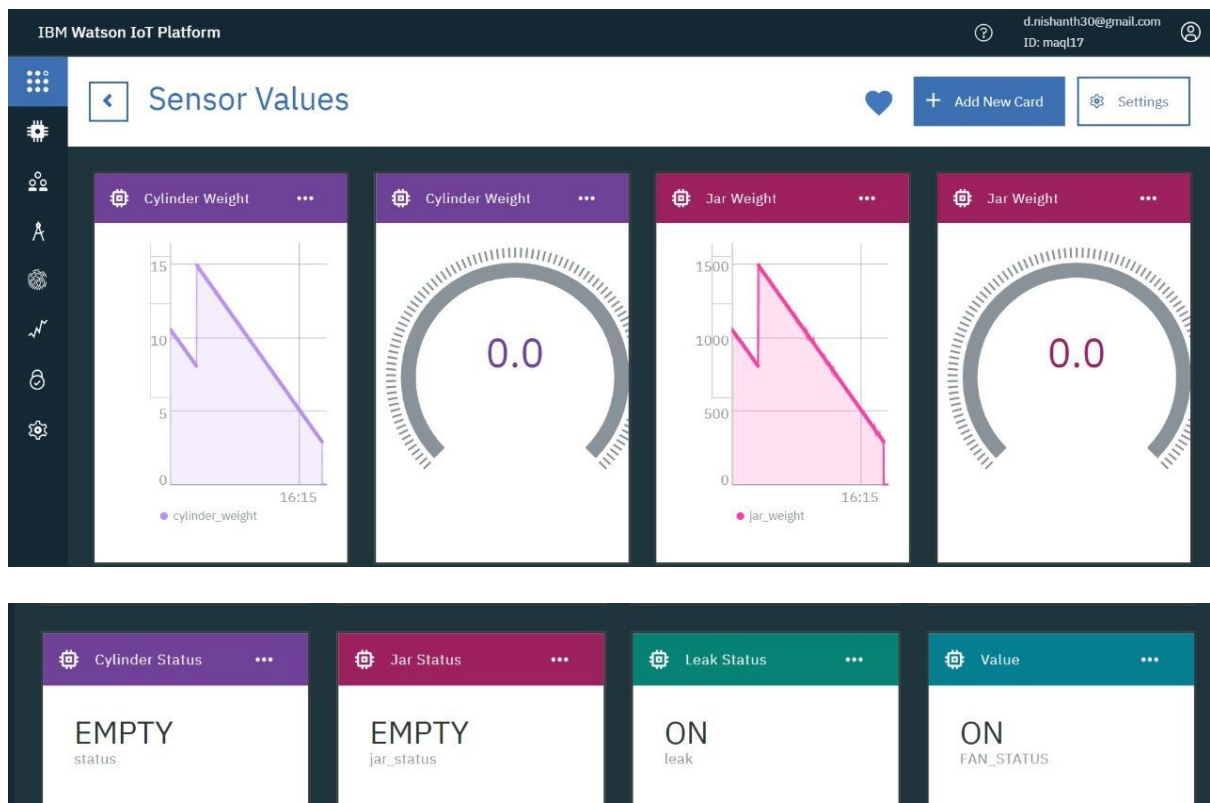 IBM Watson IoT Platform
d.nishanth30@gmail.com
ID: maql17
Sensor Values
+ Add New Card
Settings
Cylinder Weight
Cylinder Weight
Jar Weight
Jar Weight
15
10
5
0
16:15
cylinder_weight
0.0
1500
1000
500
0
16:15
jar_weight
0.0
Cylinder Status
Jar Status
Leak Status
Value
EMPTY
status
EMPTY
jar_status
ON
leak
ON
FAN_STATUS